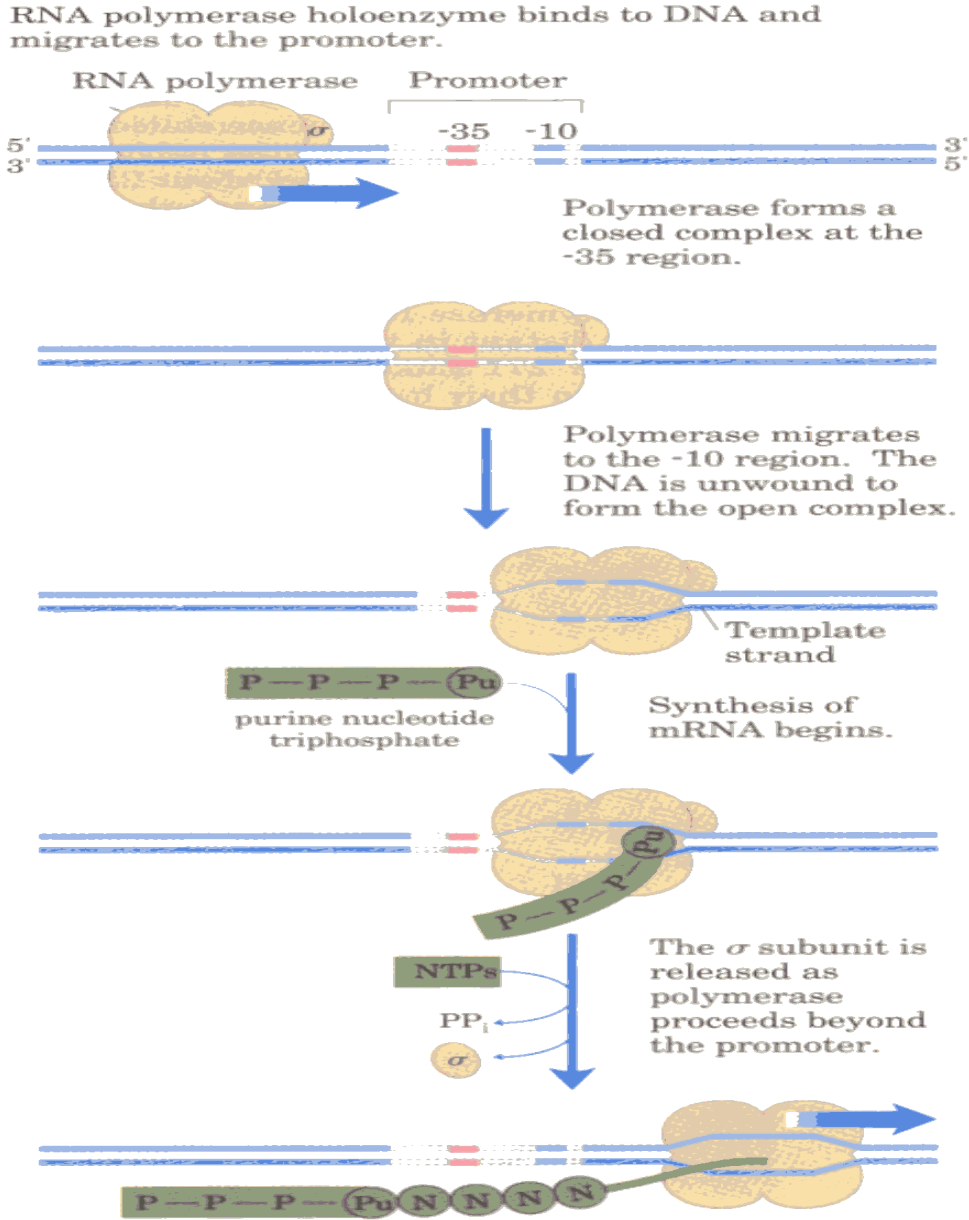 RNA polymerase holoenzyme binds to DNA and
migrates to the promoter.
RNA polymerase
Promoter
σ
-35
-10
5'
3'
3'
5'
Polymerase forms a
closed complex at the
-35 region.
Polymerase migrates
to the -10 region. The
DNA is unwound to
form the open complex.
Template
strand
P—P—P—Pu
purine nucleotide
triphosphate
Synthesis of
mRNA begins.
P—P—P—Pu
NTPs
PPi
σ
The σ subunit is
released as
polymerase
proceeds beyond
the promoter.
P—P—P—Pu N N N N